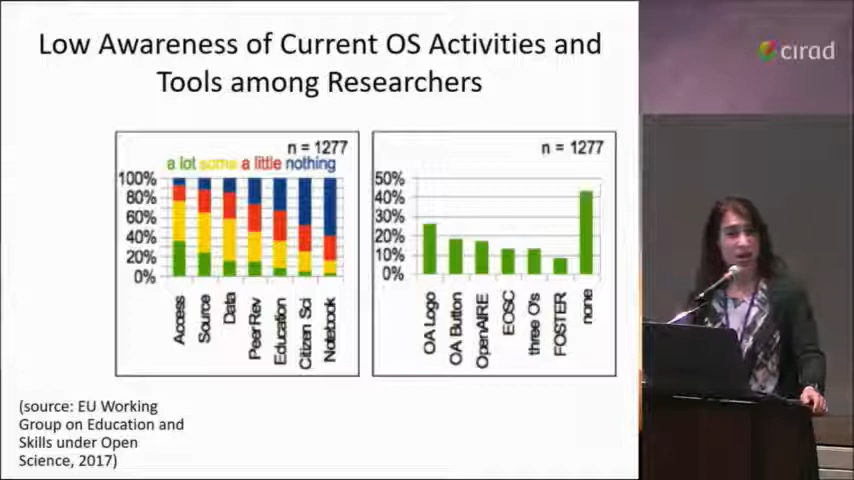 Low Awareness of Current OS Activities and
Tools among Researchers
cirad
n = 1277
a lot some a little nothing
100%
80%
60%
40%
20%
0%
Access
Source
Data
PeerRev
Education
Citizen Sci
Notebook
n = 1277
50%
40%
30%
20%
10%
0%
OA Logo
OA Button
OpenAIRE
EOSC
three O's
FOSTER
none
(source: EU Working
Group on Education and
Skills under Open
Science, 2017)